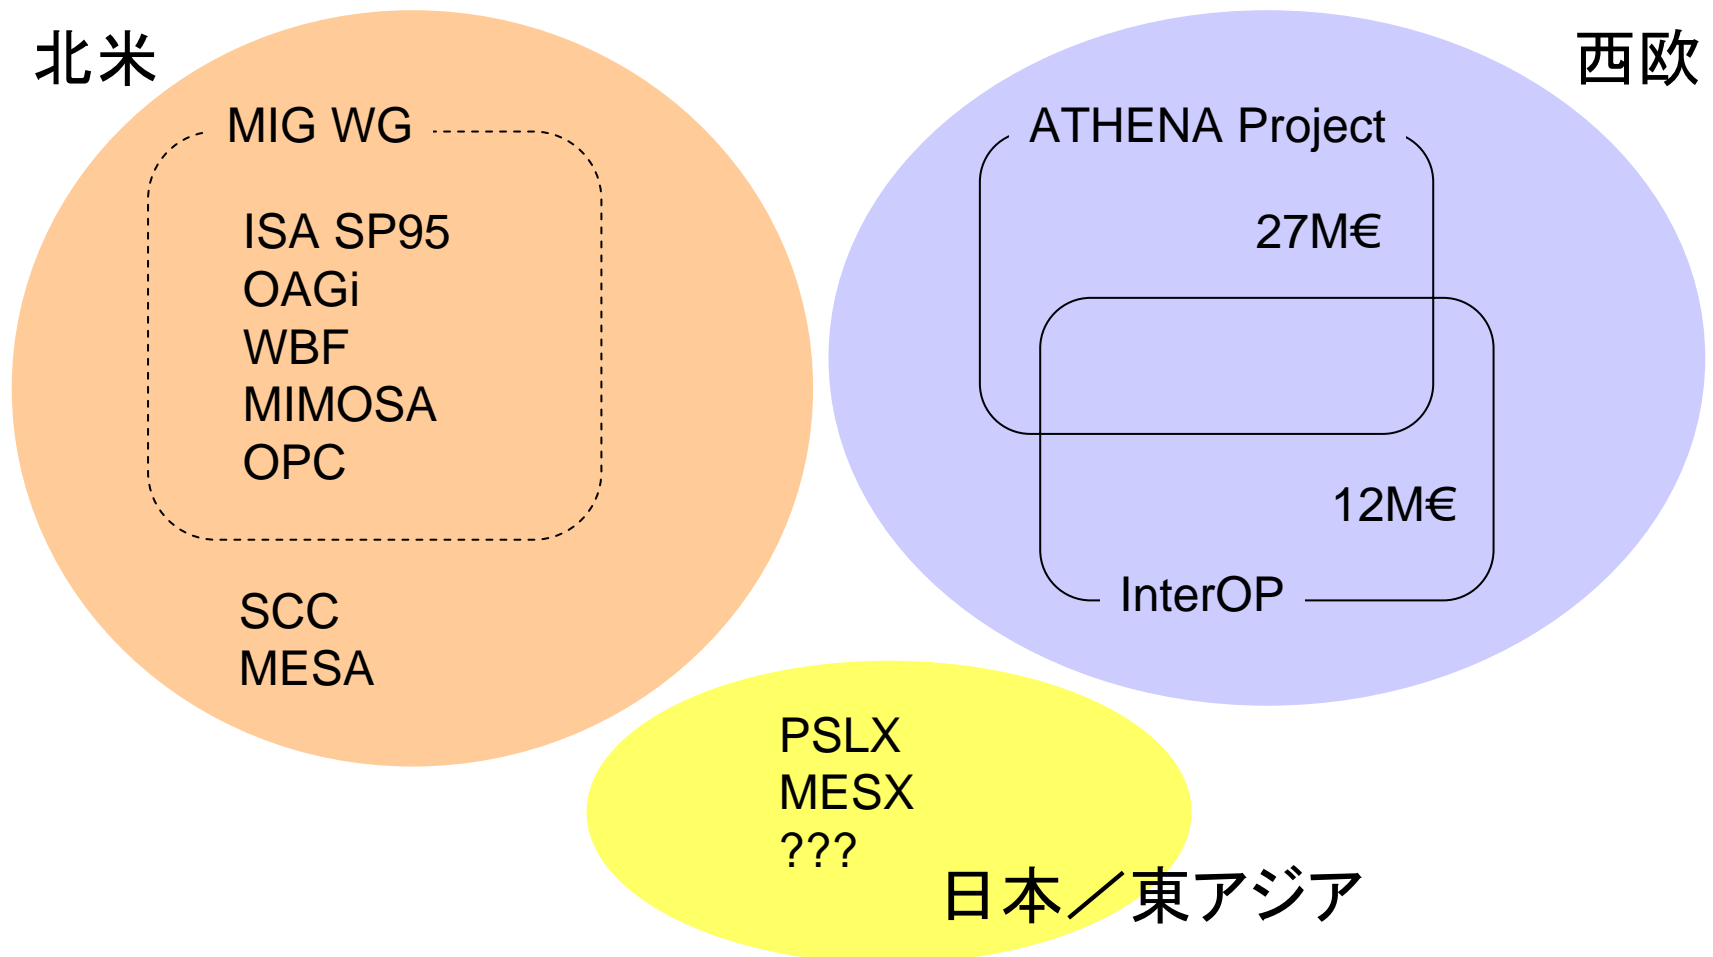 北米
MIG WG
ISA SP95
OAGi
WBF
MIMOSA
OPC
SCC
MESA
西欧
ATHENA Project
27M€
12M€
InterOP
PSLX
MESX
???
日本／東アジア